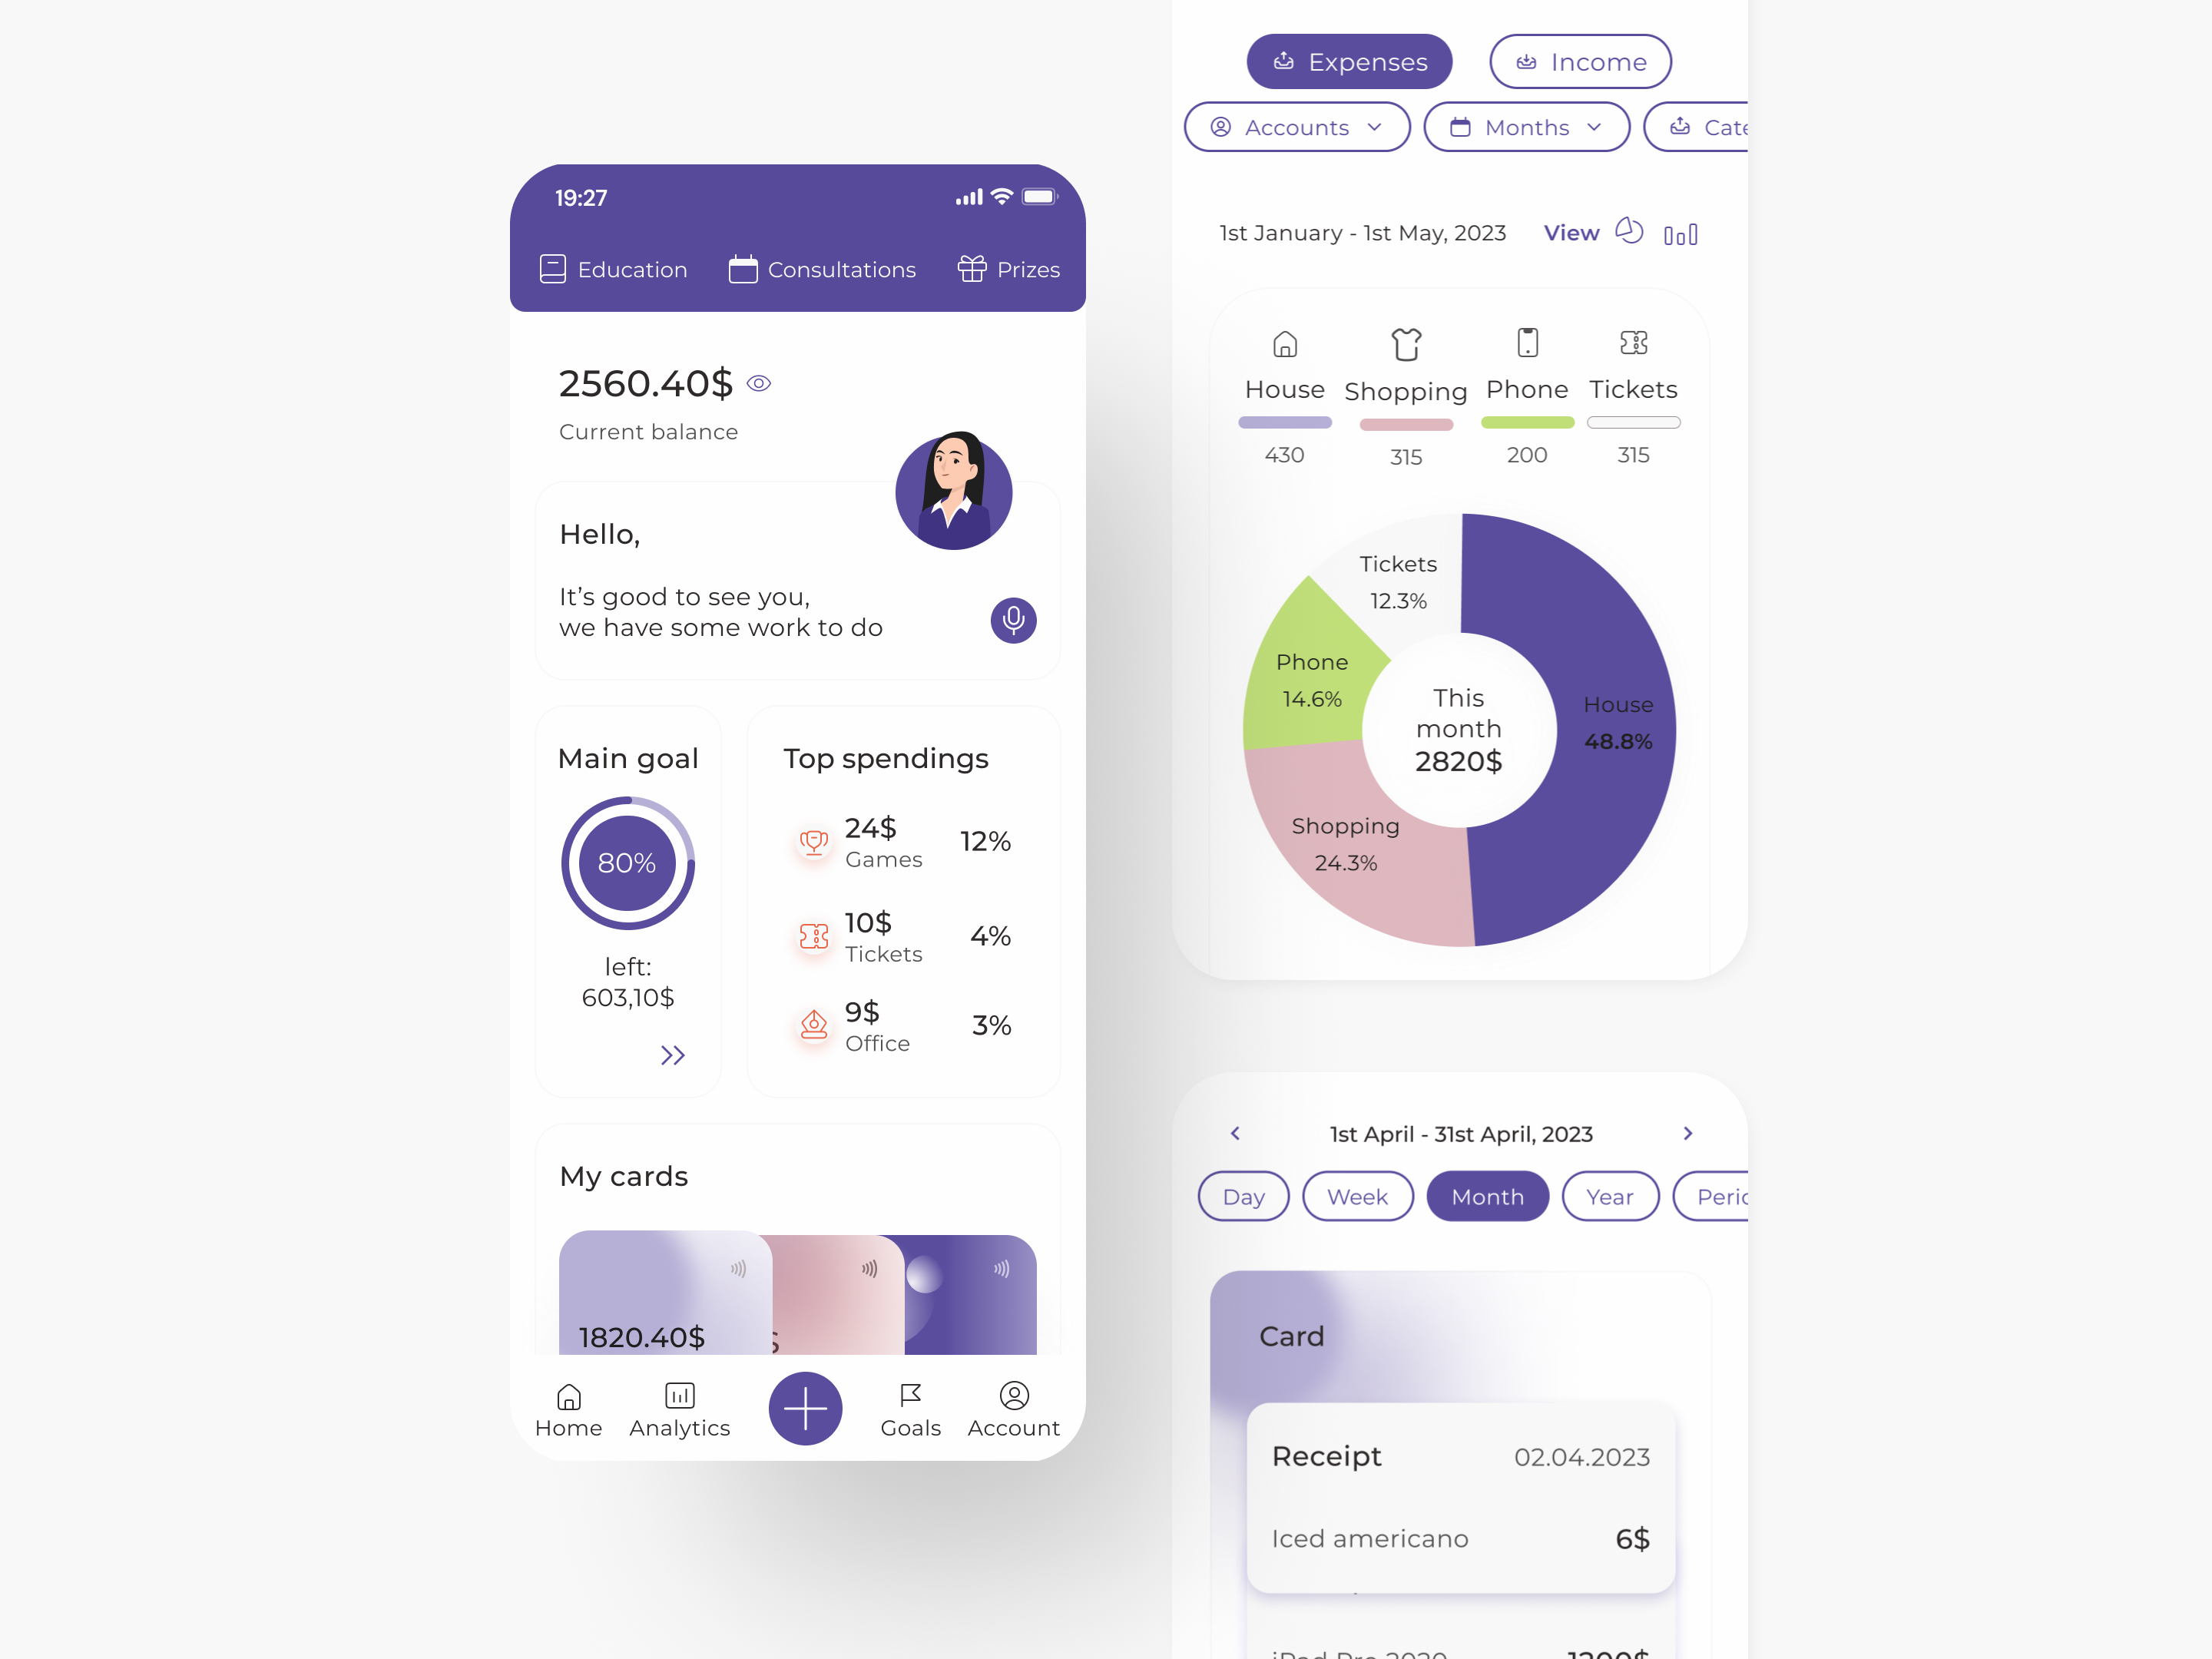 19:27
Education
Consultations
Prizes
2560.40$
Current balance
Hello,
It’s good to see you,
we have some work to do
Main goal
80%
left:
603,10$
Top spendings
24$
Games
12%
10$
Tickets
4%
9$
Office
3%
My cards
1820.40$
$
Home
Analytics
Goals
Account
Expenses
Income
Accounts
Months
Cate
1st January - 1st May, 2023
View
House
Shopping
Phone
Tickets
430
315
200
315
Tickets
12.3%
Phone
14.6%
House
48.8%
Shopping
24.3%
This
month
2820$
1st April - 31st April, 2023
Day
Week
Month
Year
Peric
Card
Receipt
02.04.2023
Iced americano
6$
iPad Pro 2020
1200$